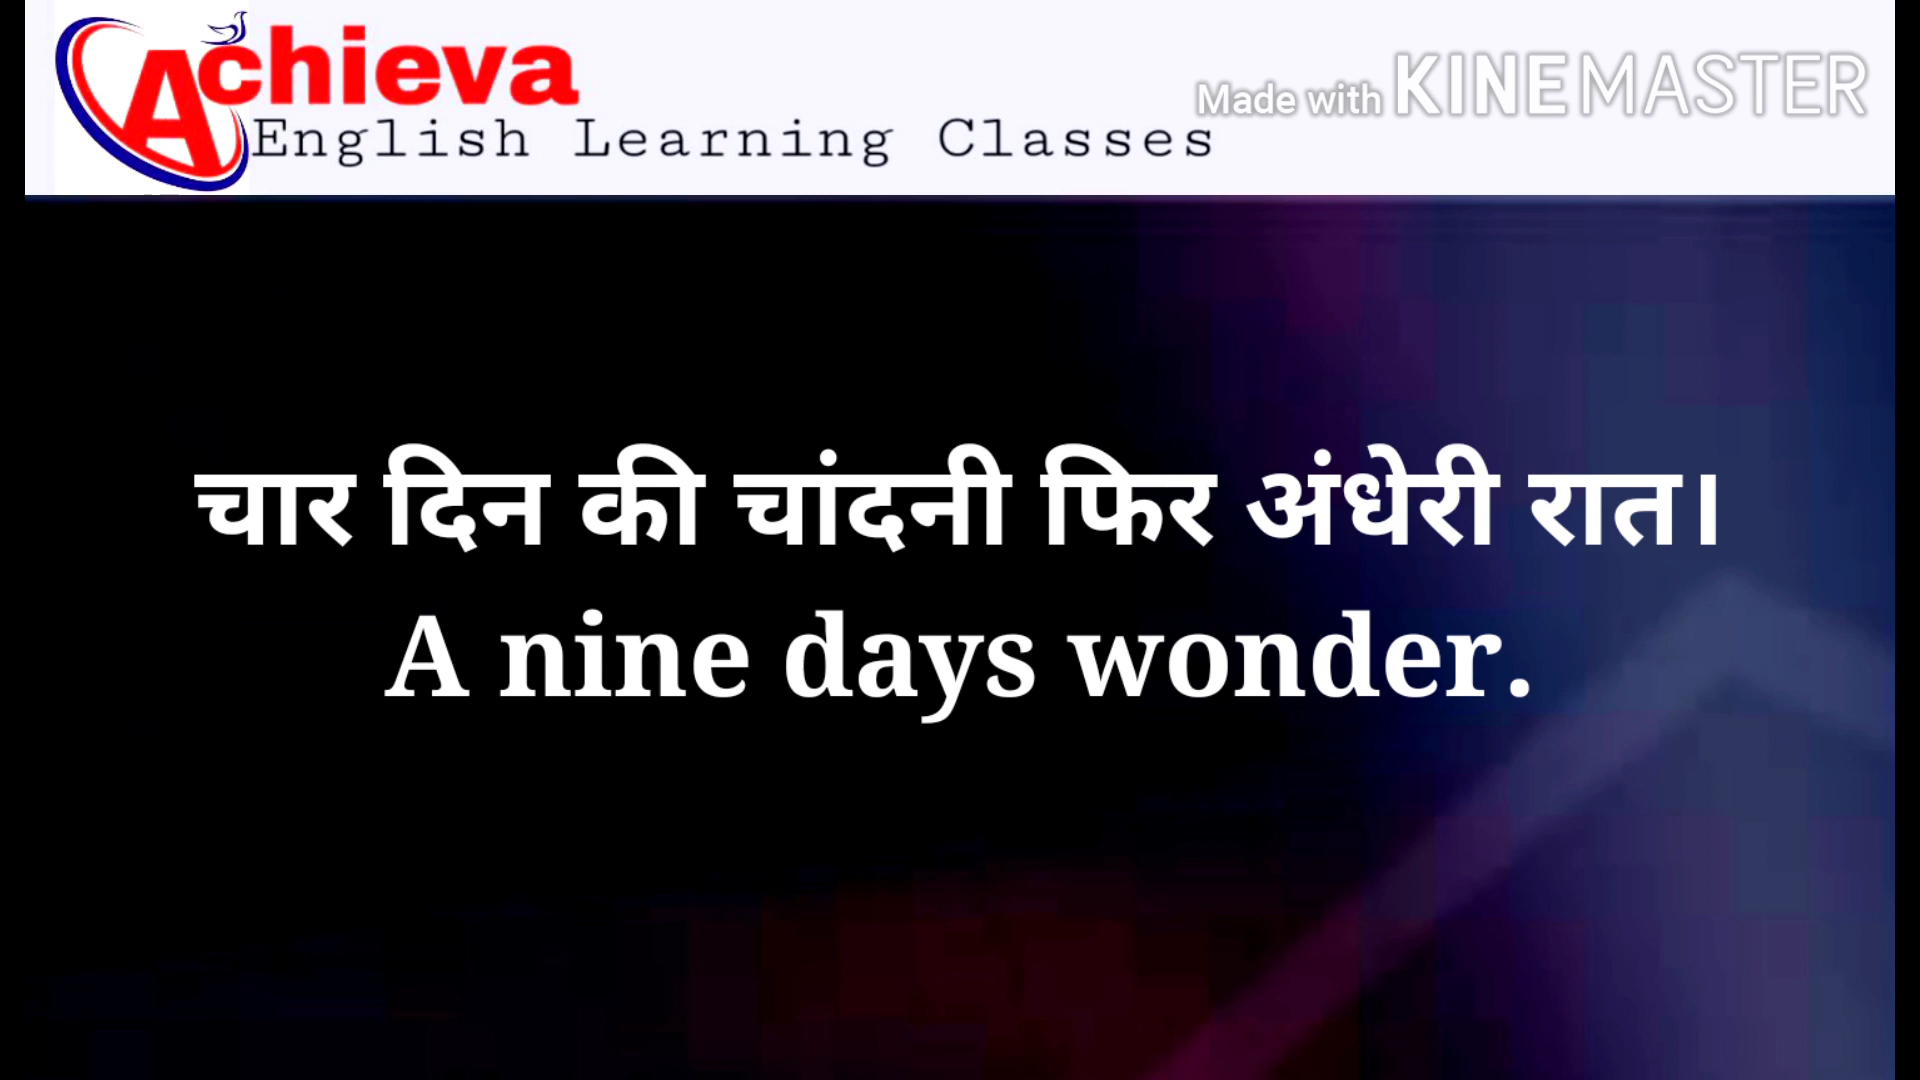 Achieva
English Learning Classes
Made with KINEMASTER
चार दिन की चांदनी फिर अंधेरी रात।
A nine days wonder.